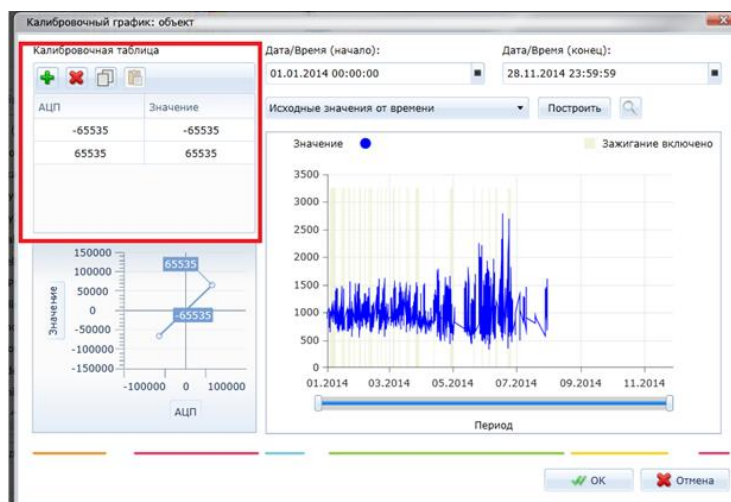 Калибровочный график: объект
Калибровочная таблица
АЦП Значение
-65535 -65535
65535 65535
150000
100000
50000
0
-50000
-100000
-150000
Значение
65535
-65535
-100000 0 100000
АЦП
Дата/Время (начало): Дата/Время (конец):
01.01.2014 00:00:00 28.11.2014 23:59:59
Исходные значения от времени Построить
Значение Зажигание включено
3500
3000
2500
2000
1500
1000
500
0
01.2014 03.2014 05.2014 07.2014 09.2014 11.2014
Период
OK Отмена